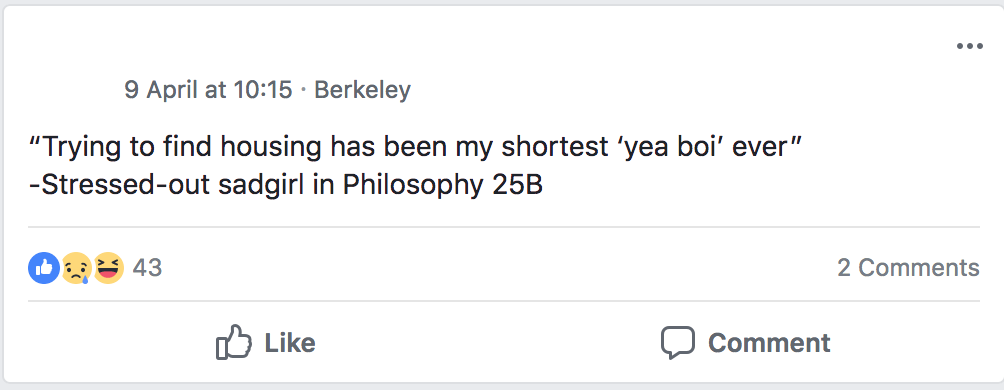 9 April at 10:15 · Berkeley
“Trying to find housing has been my shortest ‘yea boi’ ever”
-Stressed-out sadgirl in Philosophy 25B
43
2 Comments
Like
Comment